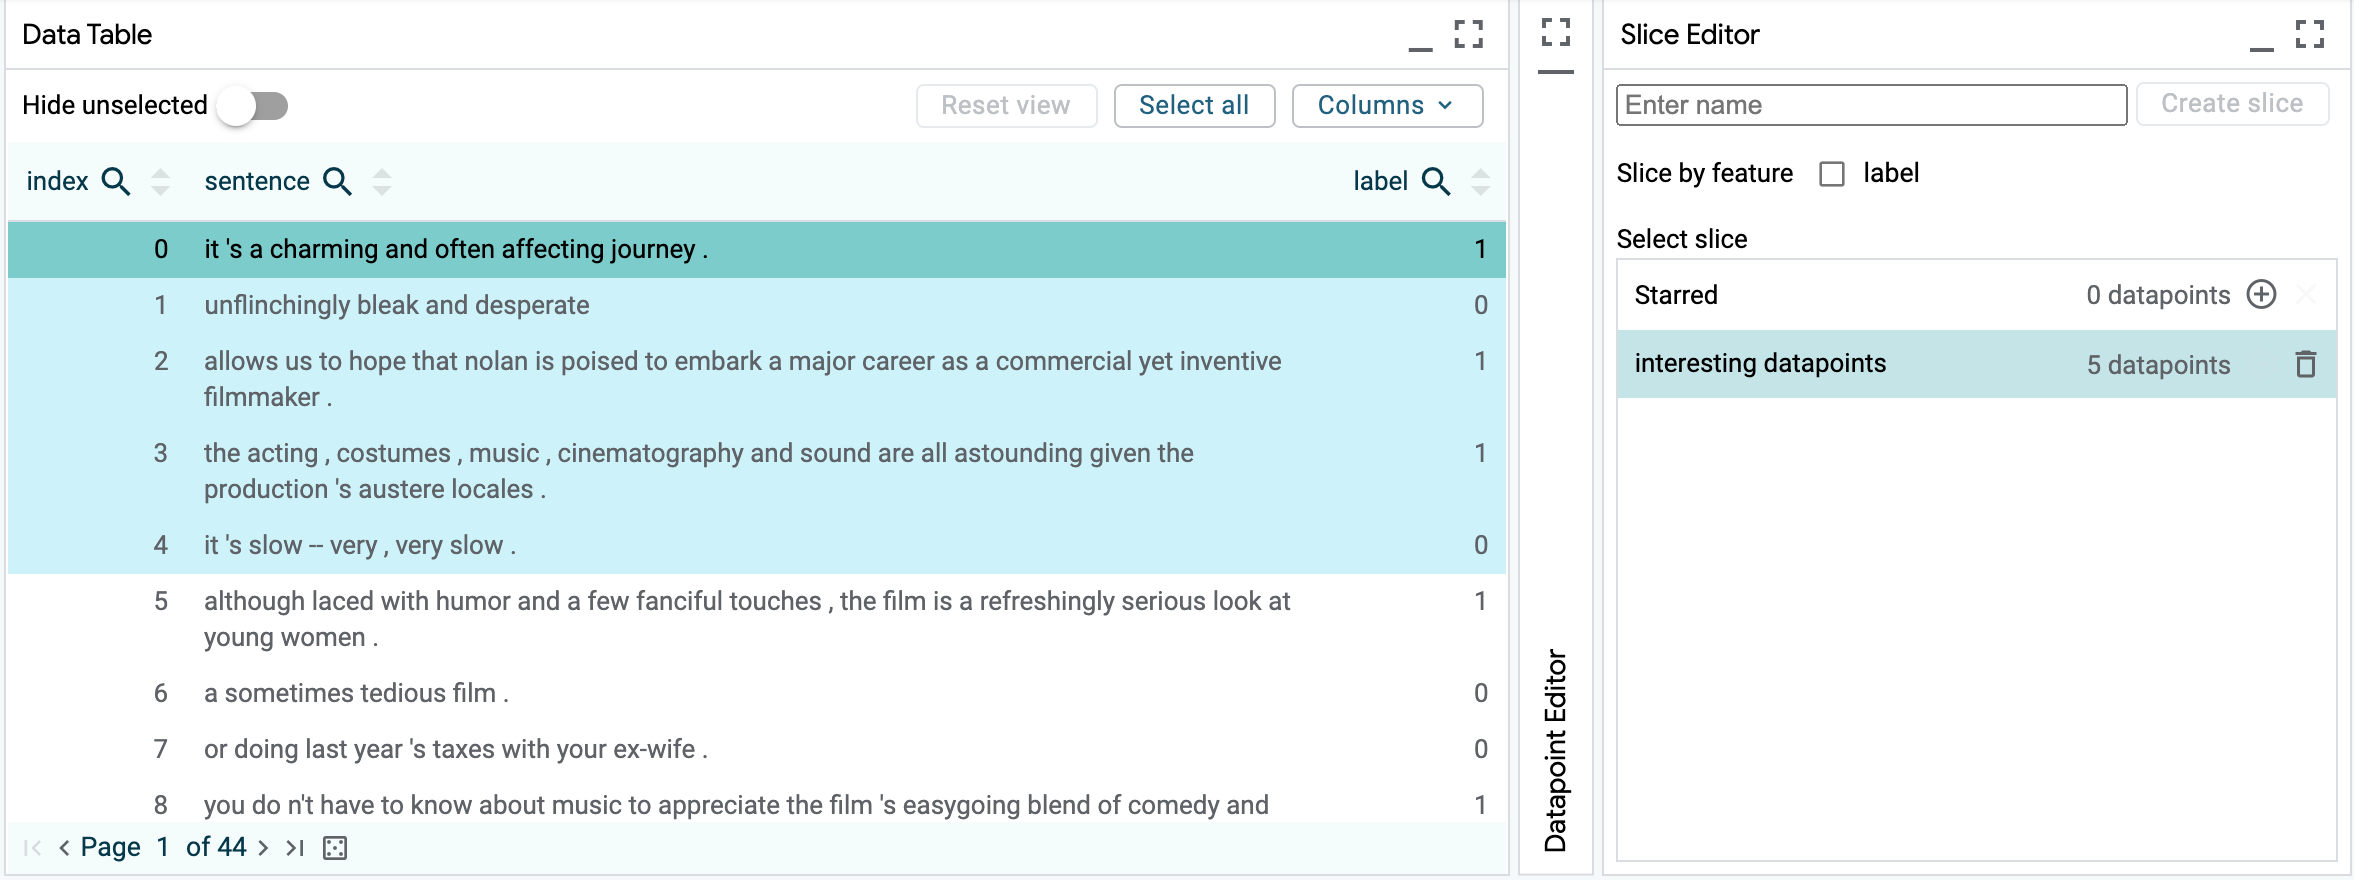 Data Table
Hide unselected
Reset view
Select all
Columns
index
sentence
label
0 it 's a charming and often affecting journey . 1
1 unflinchingly bleak and desperate 0
2 allows us to hope that nolan is poised to embark a major career as a commercial yet inventive 1
filmmaker .
3 the acting , costumes , music , cinematography and sound are all astounding given the 1
production 's austere locales .
4 it 's slow -- very , very slow . 0
5 although laced with humor and a few fanciful touches , the film is a refreshingly serious look at 1
young women .
6 a sometimes tedious film . 0
7 or doing last year 's taxes with your ex-wife . 0
8 you do n't have to know about music to appreciate the film 's easygoing blend of comedy and 1
Page 1 of 44
Datapoint Editor
Slice Editor
Enter name
Create slice
Slice by feature
label
Select slice
Starred 0 datapoints
interesting datapoints 5 datapoints